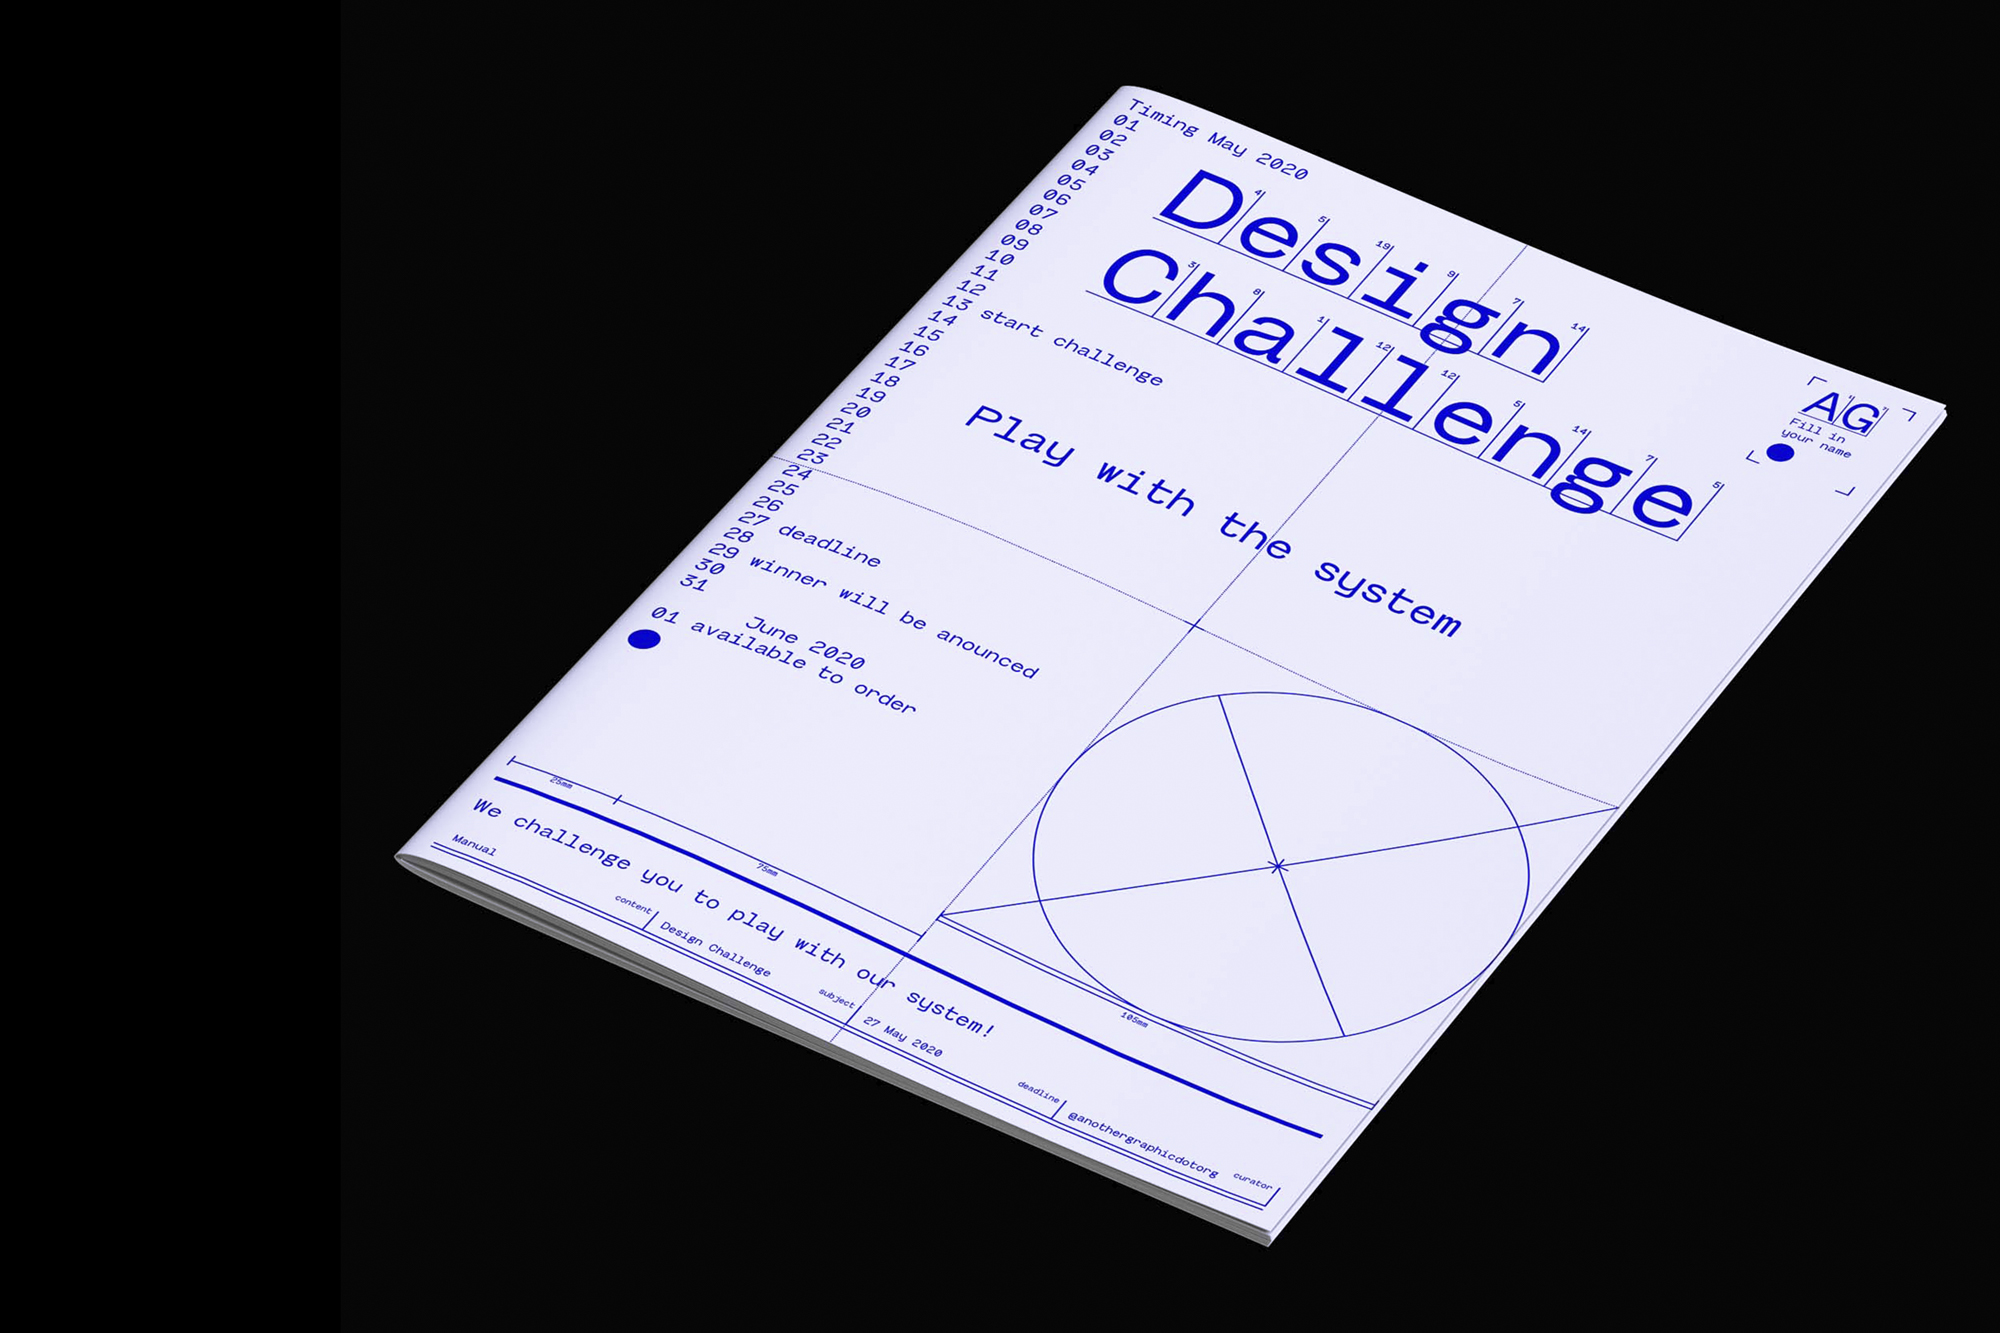 Timing May 2020
01
02
03
04
05
06
07
08
09
10
11
12
13 start challenge
14
15
16
17
18
19
20
21
22
23
24
25
26
27 deadline
28
29 winner will be anounced
30
31
June 2020
01 available to order
4 5 19 9 7 14
Design
3 8 1 12 12 5 14 7 5
Challenge
Play with the system
1 7
AG
Fill in
your name
25mm
75mm
105mm
We challenge you to play with our system!
Manual content
Design Challenge subject
27 May 2020 deadline
@anothergraphicdotorg curator